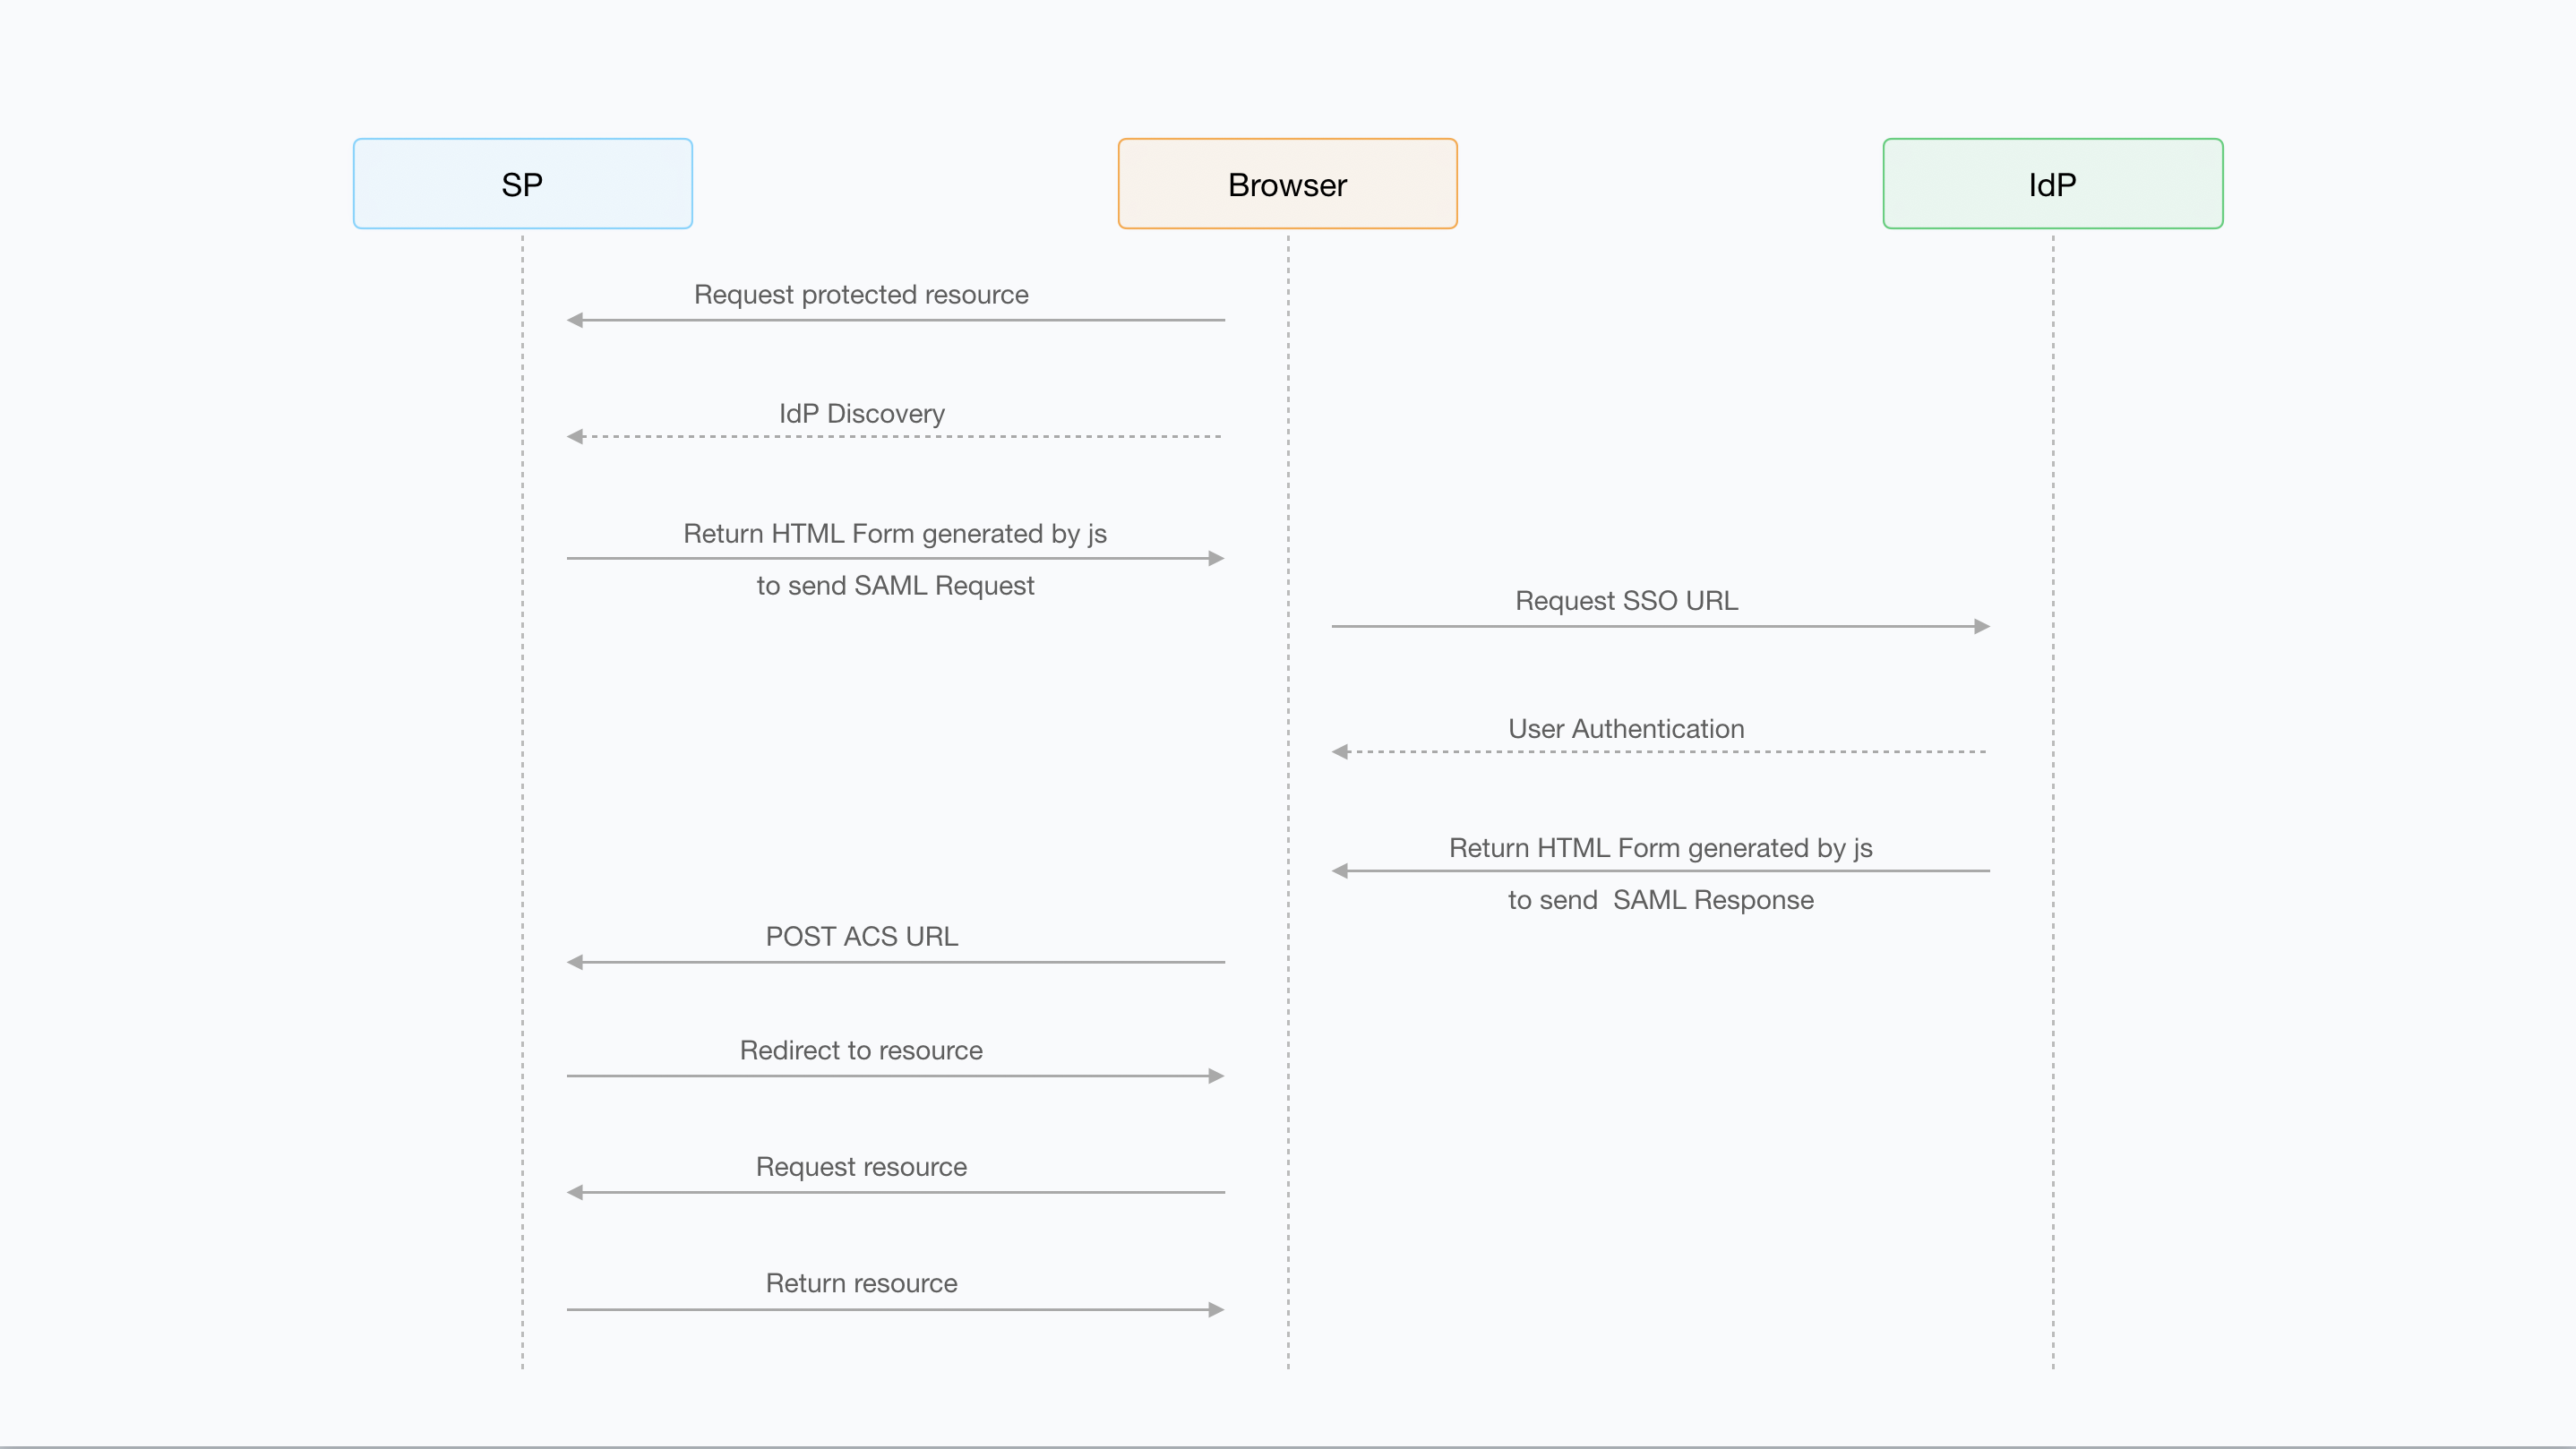 SP
Browser
IdP
Request protected resource
IdP Discovery
Return HTML Form generated by js
to send SAML Request
Request SSO URL
User Authentication
Return HTML Form generated by js
to send  SAML Response
POST ACS URL
Redirect to resource
Request resource
Return resource